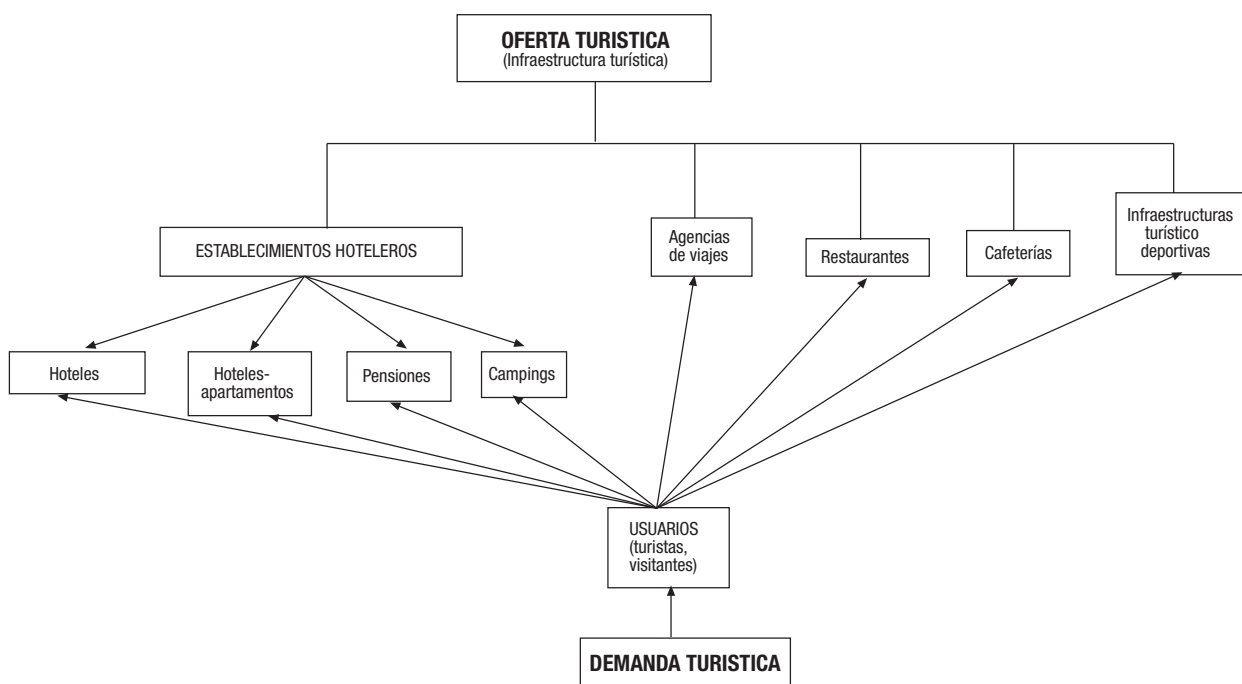 OFERTA TURISTICA
(Infraestructura turística)
ESTABLECIMIENTOS HOTELEROS
Agencias
de viajes
Restaurantes
Cafeterías
Infraestructuras
turístico
deportivas
Hoteles
Hoteles-
apartamentos
Pensiones
Campings
USUARIOS
(turistas,
visitantes)
DEMANDA TURISTICA